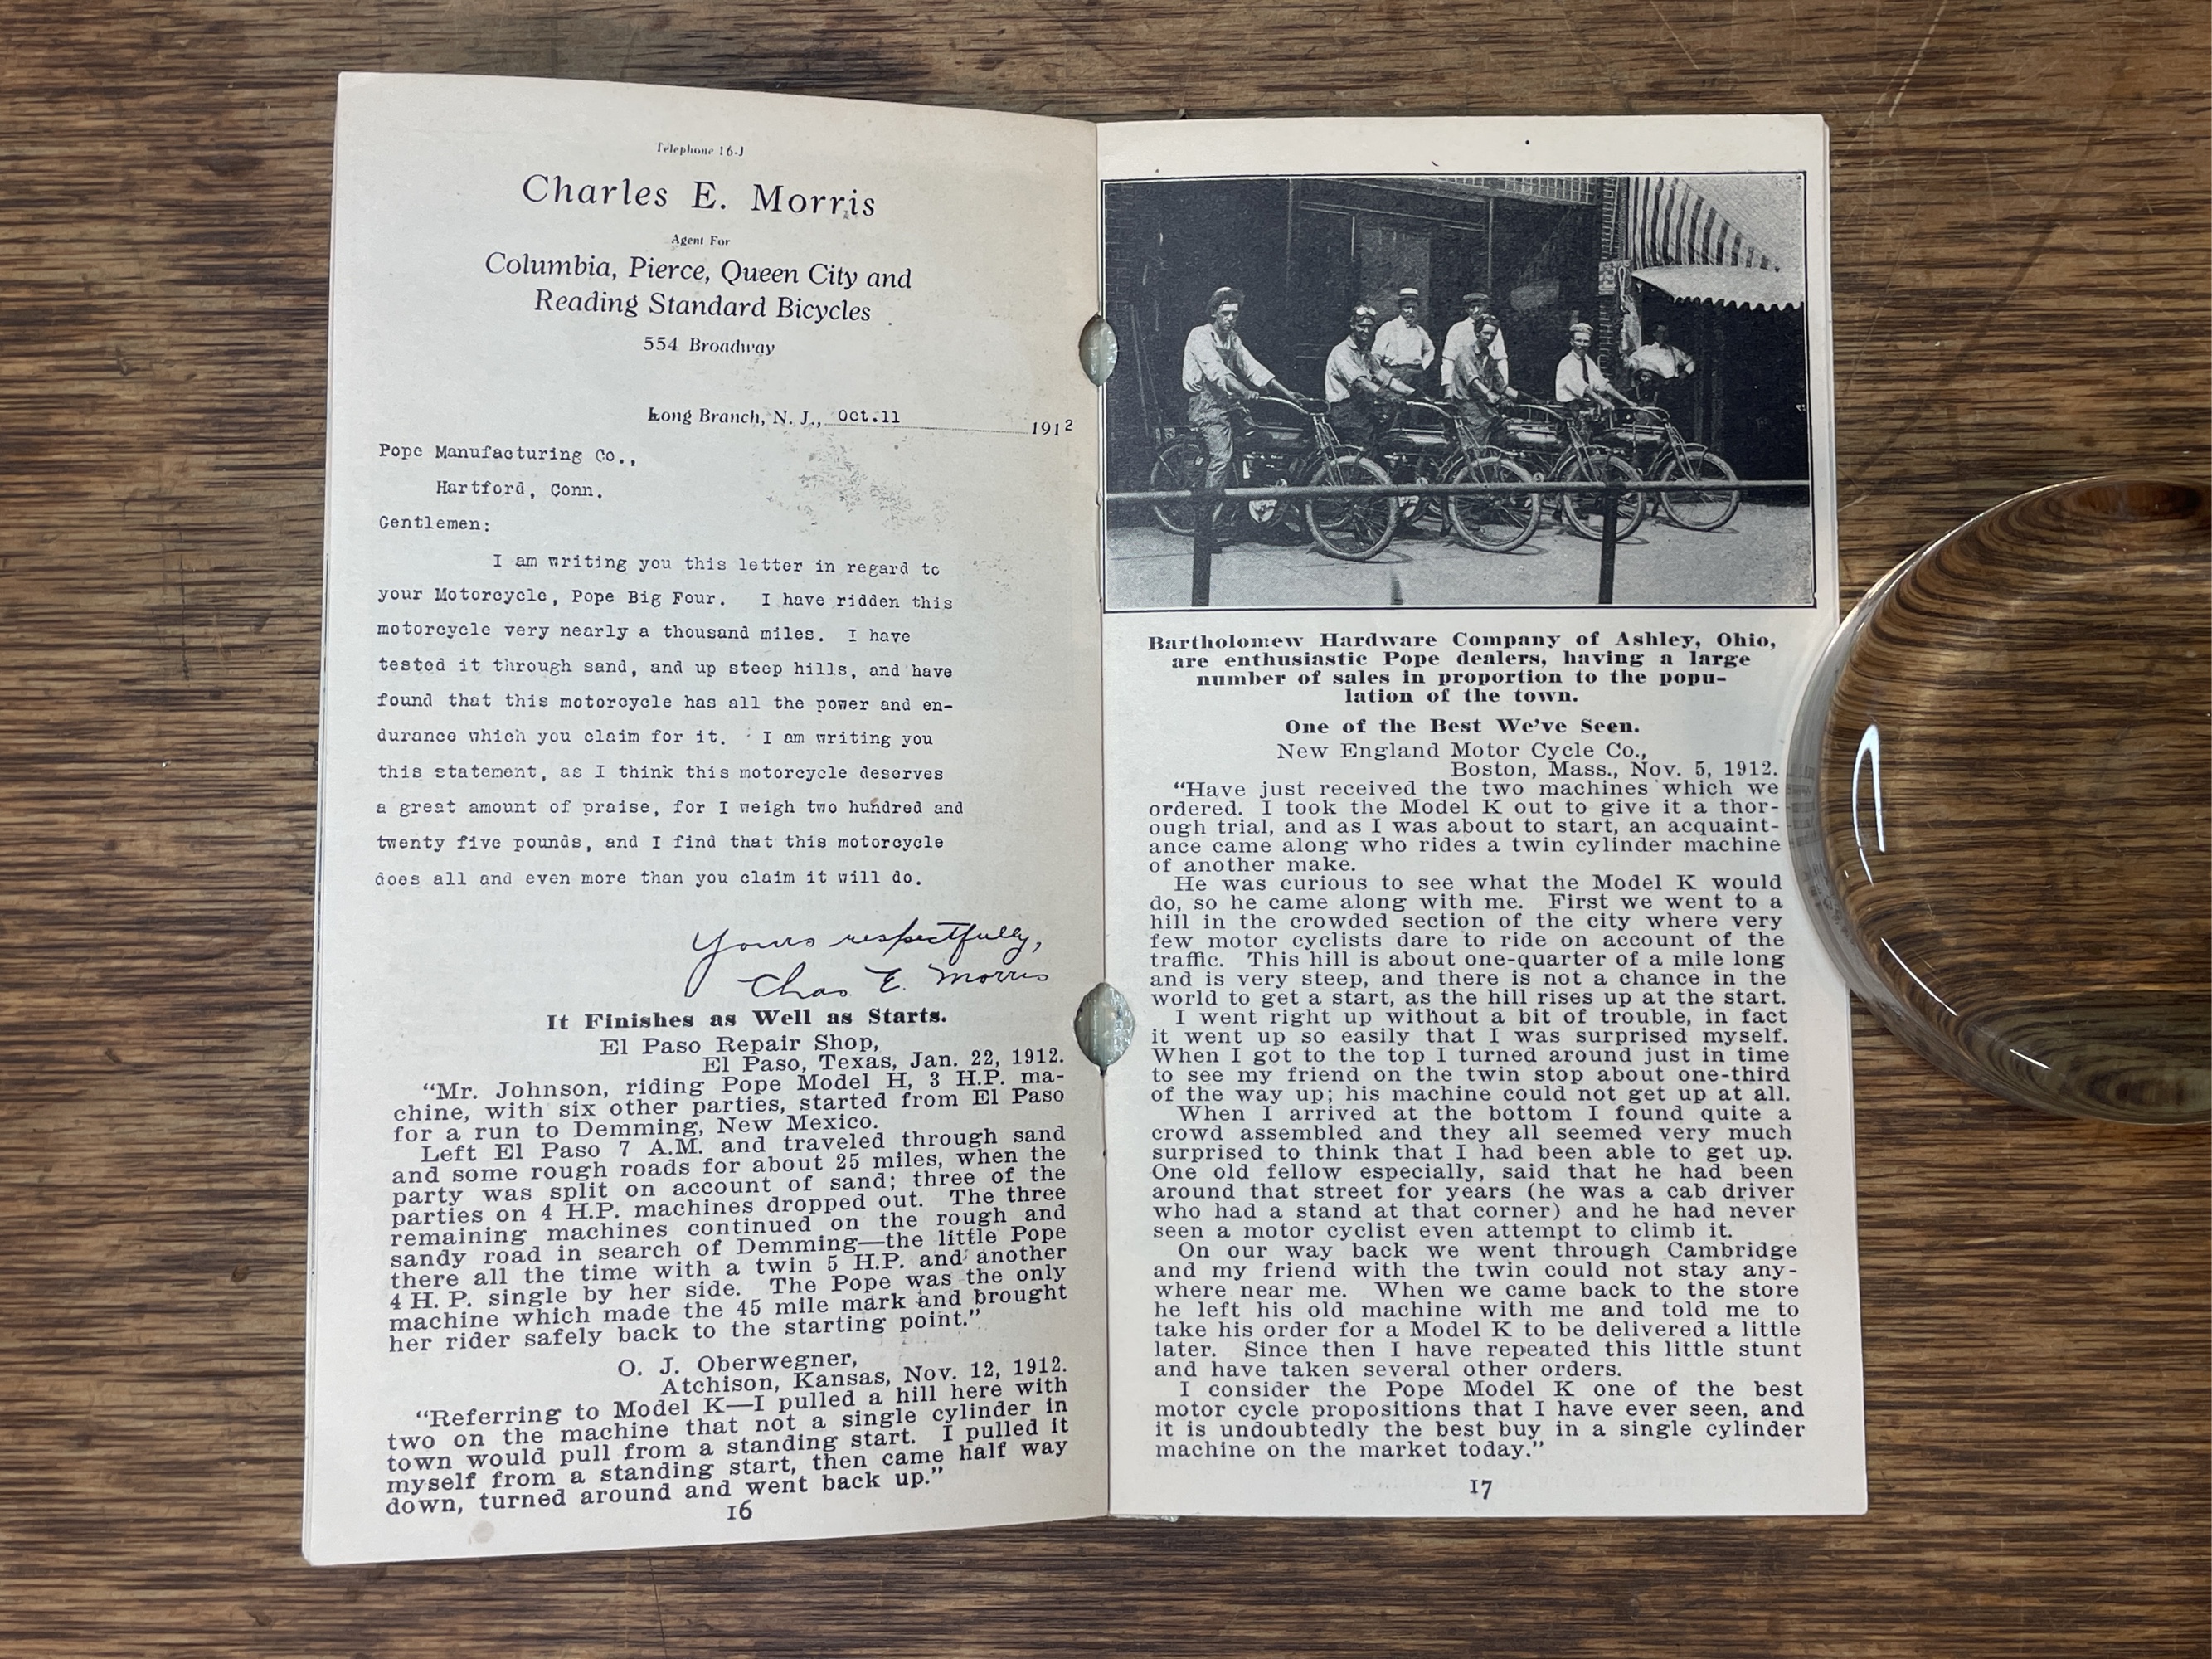 Telephone 16-J
Charles E. Morris
Agent For
Columbia, Pierce, Queen City and
Reading Standard Bicycles
554 Broadway
Long Branch, N. J., Oct.11 1912
Pope Manufacturing Co.,
Hartford, Conn.
Gentlemen:
I am writing you this letter in regard to
your Motorcycle, Pope Big Four. I have ridden this
motorcycle very nearly a thousand miles. I have
tested it through sand, and up steep hills, and have
found that this motorcycle has all the power and en-
durance which you claim for it. I am writing you
this statement, as I think this motorcycle deserves
a great amount of praise, for I weigh two hundred and
twenty five pounds, and I find that this motorcycle
does all and even more than you claim it will do.
Yours respectfully,
Chas E. Morris
It Finishes as Well as Starts.
El Paso Repair Shop,
El Paso, Texas, Jan. 22, 1912.
“Mr. Johnson, riding Pope Model H, 3 H.P. ma-
chine, with six other parties, started from El Paso
for a run to Demming, New Mexico.
Left El Paso 7 A.M. and traveled through sand
and some rough roads for about 25 miles, when the
party was split on account of sand; three of the
parties on 4 H.P. machines dropped out. The three
remaining machines continued on the rough and
sandy road in search of Demming—the little Pope
there all the time with a twin 5 H.P. and another
4 H. P. single by her side. The Pope was the only
machine which made the 45 mile mark and brought
her rider safely back to the starting point.”
O. J. Oberwegner,
Atchison, Kansas, Nov. 12, 1912.
“Referring to Model K—I pulled a hill here with
two on the machine that not a single cylinder in
town would pull from a standing start. I pulled it
myself from a standing start, then came half way
down, turned around and went back up.”
16
Bartholomew Hardware Company of Ashley, Ohio,
are enthusiastic Pope dealers, having a large
number of sales in proportion to the popu-
lation of the town.
One of the Best We’ve Seen.
New England Motor Cycle Co.,
Boston, Mass., Nov. 5, 1912.
“Have just received the two machines which we
ordered. I took the Model K out to give it a thor-
ough trial, and as I was about to start, an acquaint-
ance came along who rides a twin cylinder machine
of another make.
He was curious to see what the Model K would
do, so he came along with me. First we went to a
hill in the crowded section of the city where very
few motor cyclists dare to ride on account of the
traffic. This hill is about one-quarter of a mile long
and is very steep, and there is not a chance in the
world to get a start, as the hill rises up at the start.
I went right up without a bit of trouble, in fact
it went up so easily that I was surprised myself.
When I got to the top I turned around just in time
to see my friend on the twin stop about one-third
of the way up; his machine could not get up at all.
When I arrived at the bottom I found quite a
crowd assembled and they all seemed very much
surprised to think that I had been able to get up.
One old fellow especially, said that he had been
around that street for years (he was a cab driver
who had a stand at that corner) and he had never
seen a motor cyclist even attempt to climb it.
On our way back we went through Cambridge
and my friend with the twin could not stay any-
where near me. When we came back to the store
he left his old machine with me and told me to
take his order for a Model K to be delivered a little
later. Since then I have repeated this little stunt
and have taken several other orders.
I consider the Pope Model K one of the best
motor cycle propositions that I have ever seen, and
it is undoubtedly the best buy in a single cylinder
machine on the market today.”
17